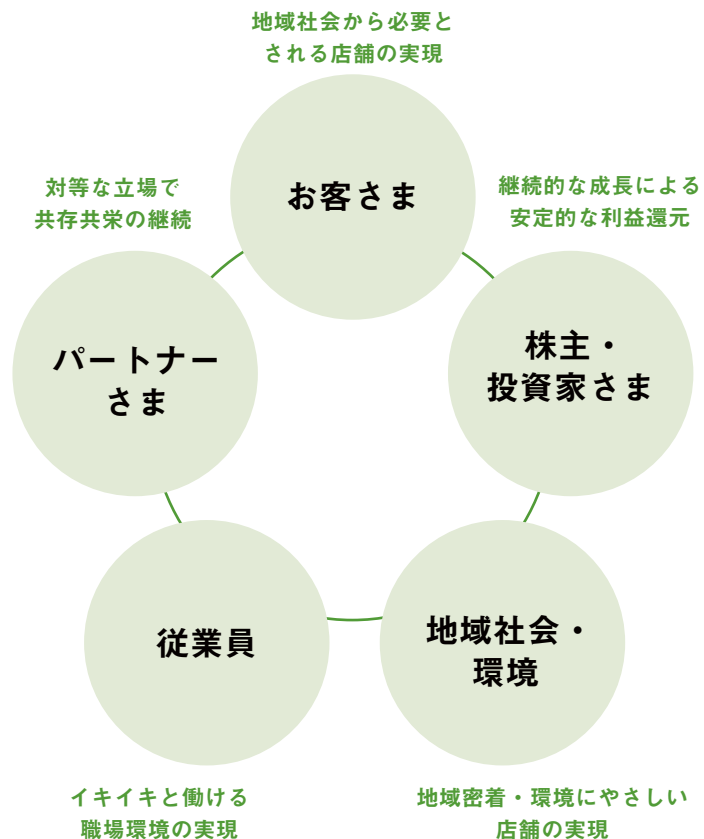 地域社会から必要と
される店舗の実現
お客さま
対等な立場で
共存共栄の継続
継続的な成長による
安定的な利益還元
パートナー
さま
株主・
投資家さま
従業員
地域社会・
環境
イキイキと働ける
職場環境の実現
地域密着・環境にやさしい
店舗の実現